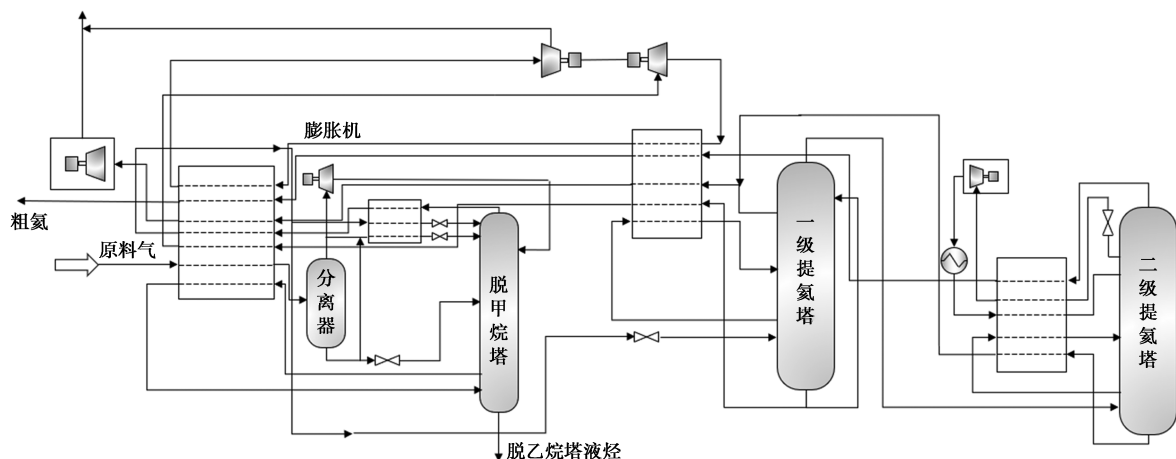 膨胀机
粗氦
原料气
分离器
脱甲烷塔
一级提氦塔
二级提氦塔
脱乙烷塔液烃